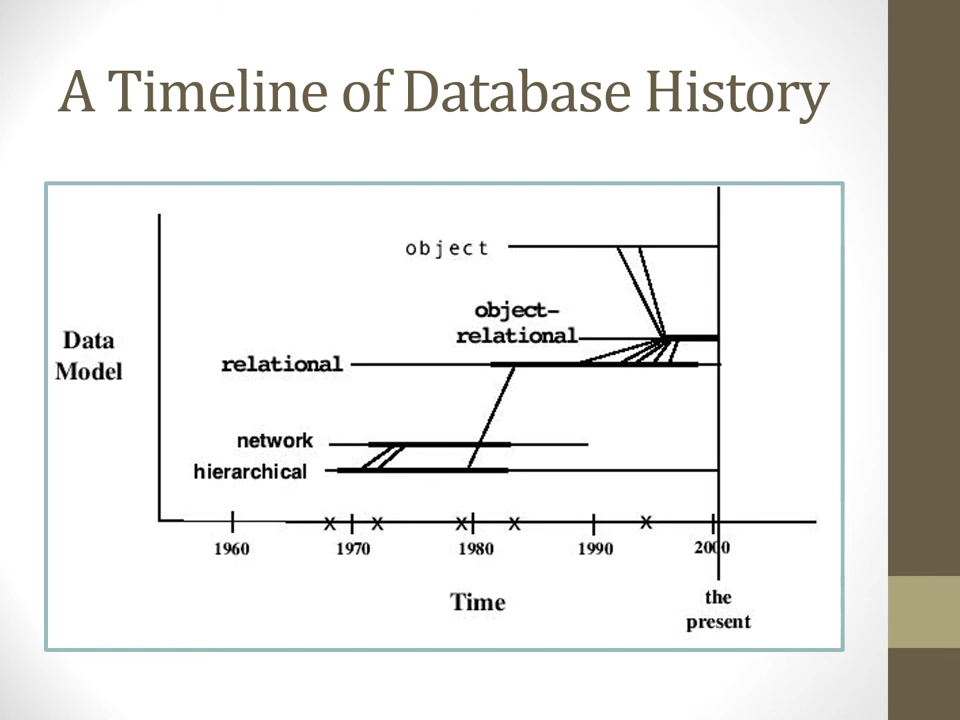 A Timeline of Database History
object
object-
relational
Data
Model
relational
network
hierarchical
x x x x x
1960 1970 1980 1990 2000
Time
the
present